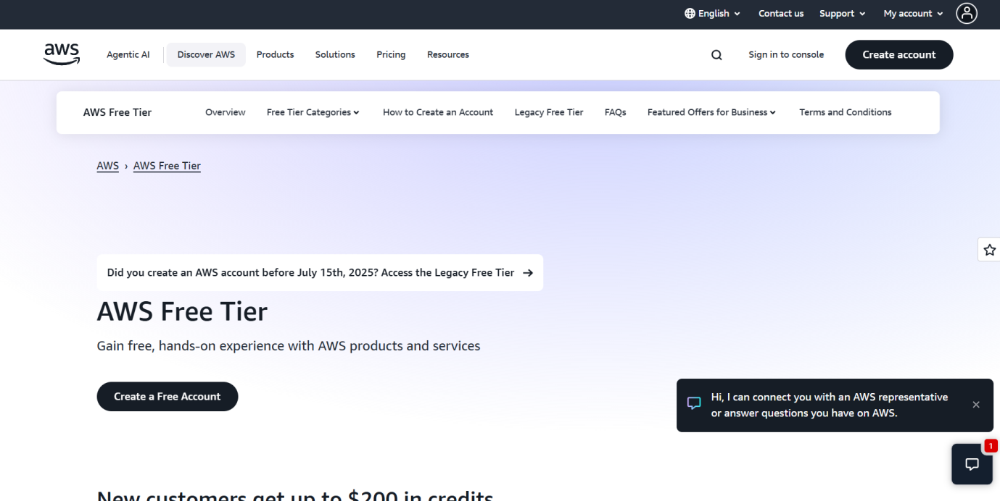 English
Contact us
Support
My account
aws
Agentic AI
Discover AWS
Products
Solutions
Pricing
Resources
Sign in to console
Create account
AWS Free Tier
Overview
Free Tier Categories
How to Create an Account
Legacy Free Tier
FAQs
Featured Offers for Business
Terms and Conditions
AWS › AWS Free Tier
Did you create an AWS account before July 15th, 2025? Access the Legacy Free Tier →
AWS Free Tier
Gain free, hands-on experience with AWS products and services
Create a Free Account
Hi, I can connect you with an AWS representative
or answer questions you have on AWS.
1
New customers get up to $200 in credits